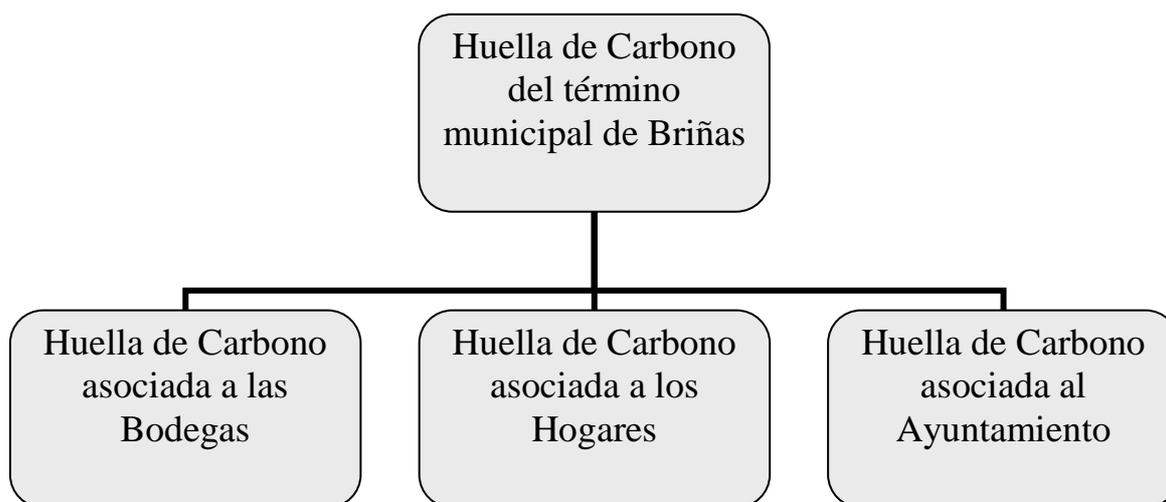 Huella de Carbono
del término
municipal de Briñas
Huella de Carbono
asociada a las
Bodegas
Huella de Carbono
asociada a los
Hogares
Huella de Carbono
asociada al
Ayuntamiento